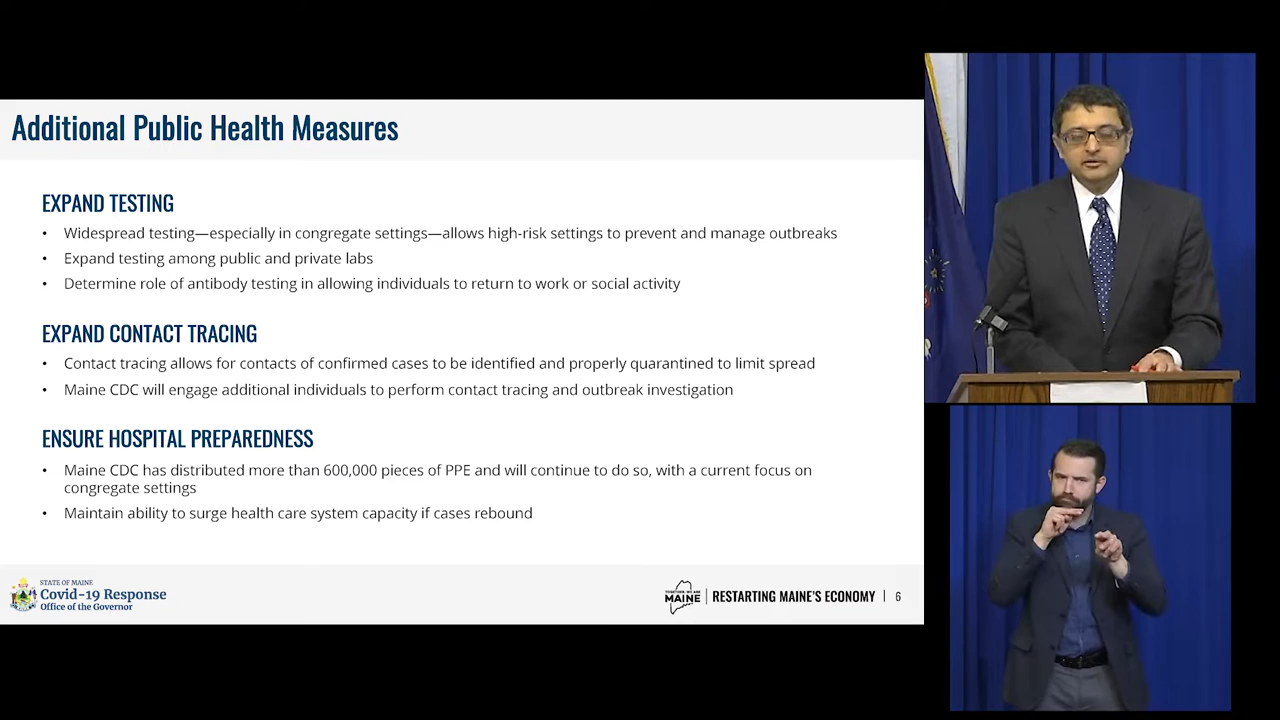 Additional Public Health Measures
EXPAND TESTING
• Widespread testing—especially in congregate settings—allows high-risk settings to prevent and manage outbreaks
• Expand testing among public and private labs
• Determine role of antibody testing in allowing individuals to return to work or social activity
EXPAND CONTACT TRACING
• Contact tracing allows for contacts of confirmed cases to be identified and properly quarantined to limit spread
• Maine CDC will engage additional individuals to perform contact tracing and outbreak investigation
ENSURE HOSPITAL PREPAREDNESS
• Maine CDC has distributed more than 600,000 pieces of PPE and will continue to do so, with a current focus on
congregate settings
• Maintain ability to surge health care system capacity if cases rebound
STATE OF MAINE
Covid-19 Response
Office of the Governor
TOGETHER WE ARE
MAINE
RESTARTING MAINE'S ECONOMY | 6